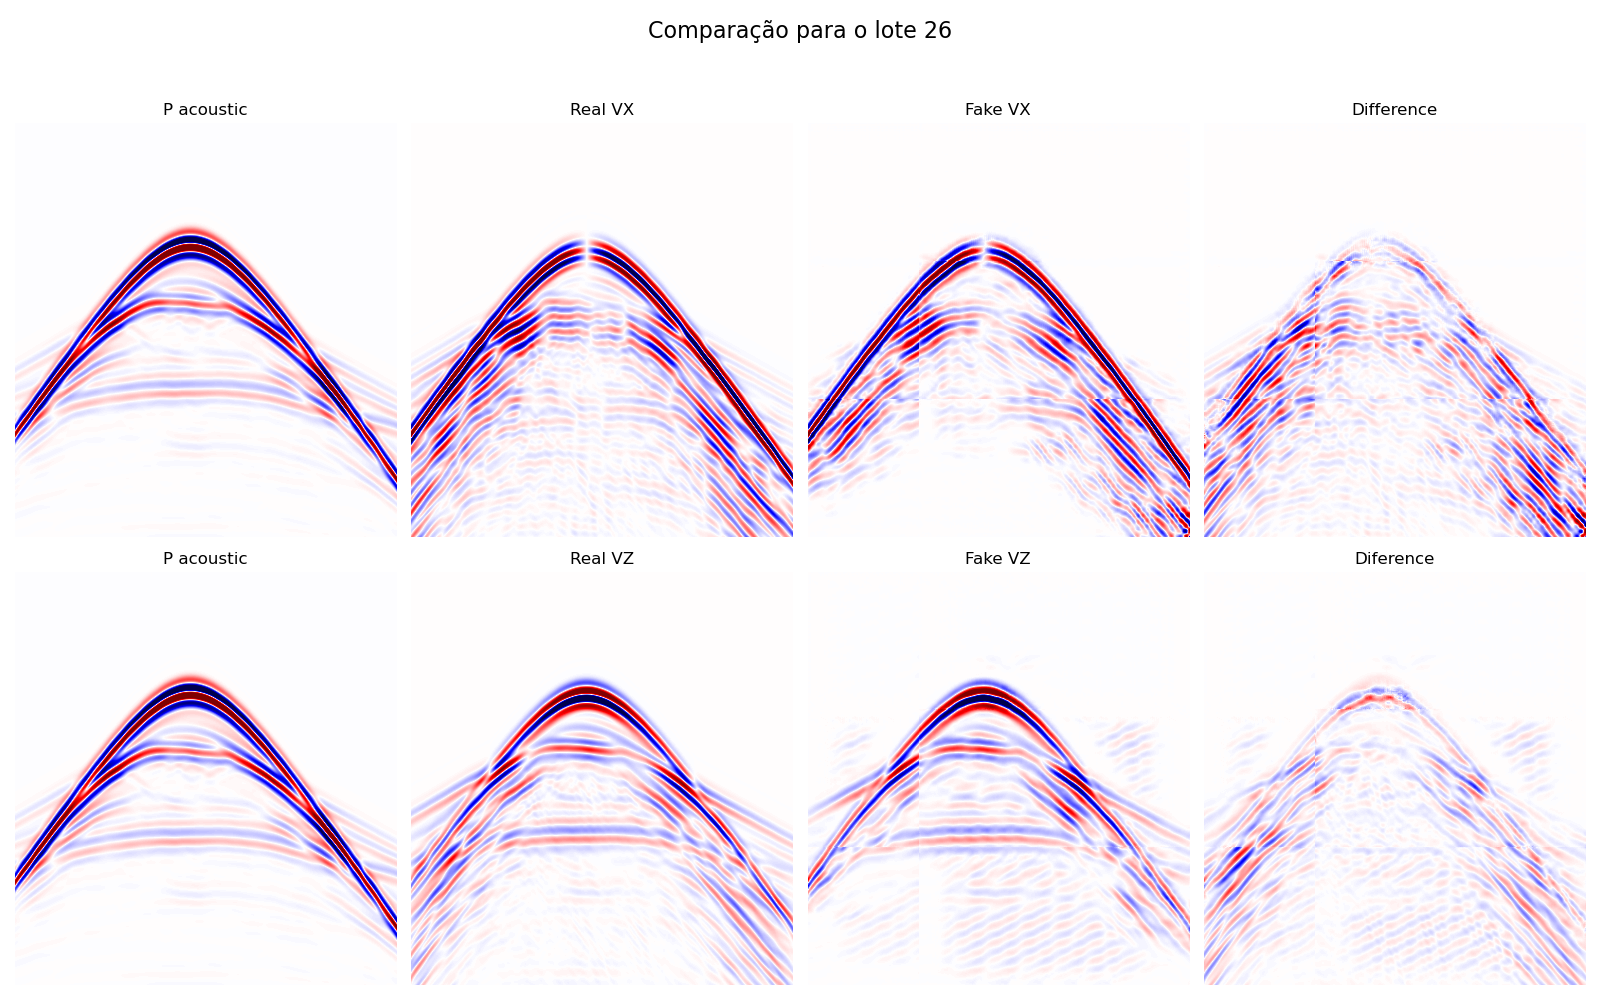 Comparação para o lote 26
P acoustic
Real VX
Fake VX
Difference
P acoustic
Real VZ
Fake VZ
Diference